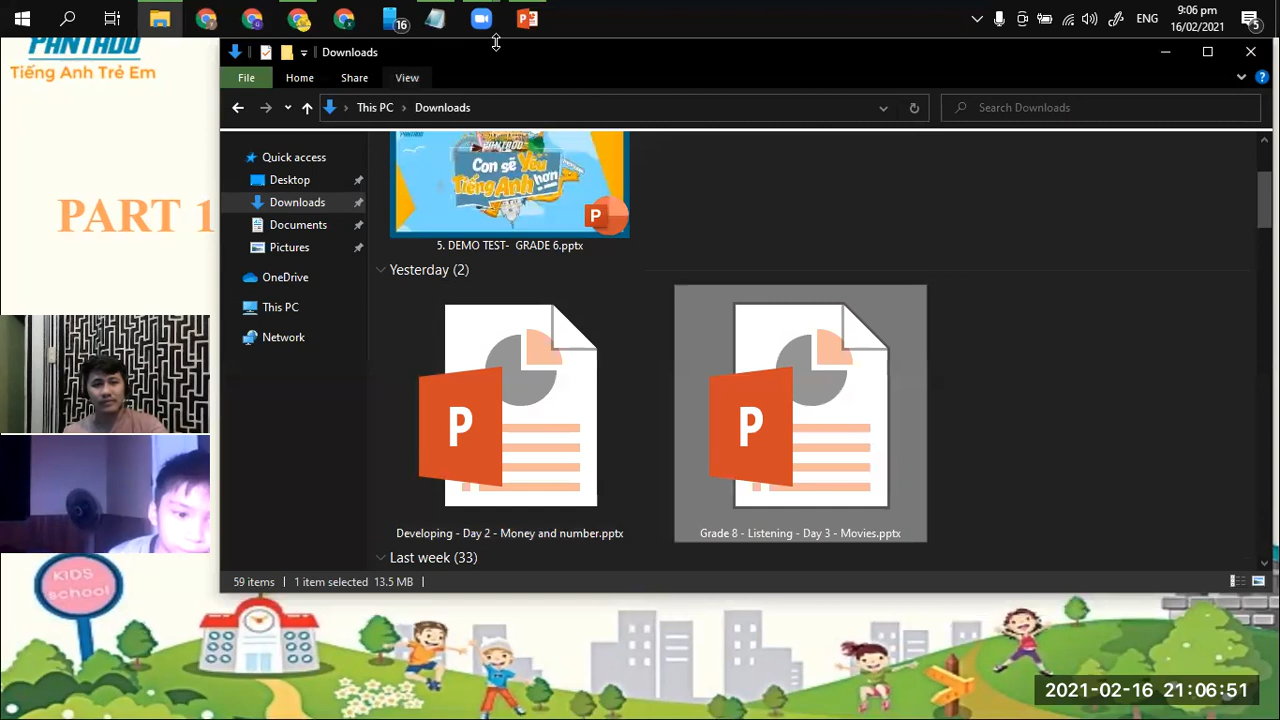 16
9:06 pm
ENG
16/02/2021
5
PANTADO
Tiếng Anh Trẻ Em
Downloads
File
Home
Share
View
This PC
Downloads
Search Downloads
PART 1
Quick access
Desktop
Downloads
Documents
Pictures
OneDrive
This PC
Network
PANTADO
PANTADO
Con sẽ Yêu
Tiếng Anh hơn
P
5. DEMO TEST- GRADE 6.pptx
Yesterday (2)
P
P
Developing - Day 2 - Money and number.pptx
Grade 8 - Listening - Day 3 - Movies.pptx
Last week (33)
59 items
1 item selected 13.5 MB
KIDS
school
2021-02-16 21:06:51